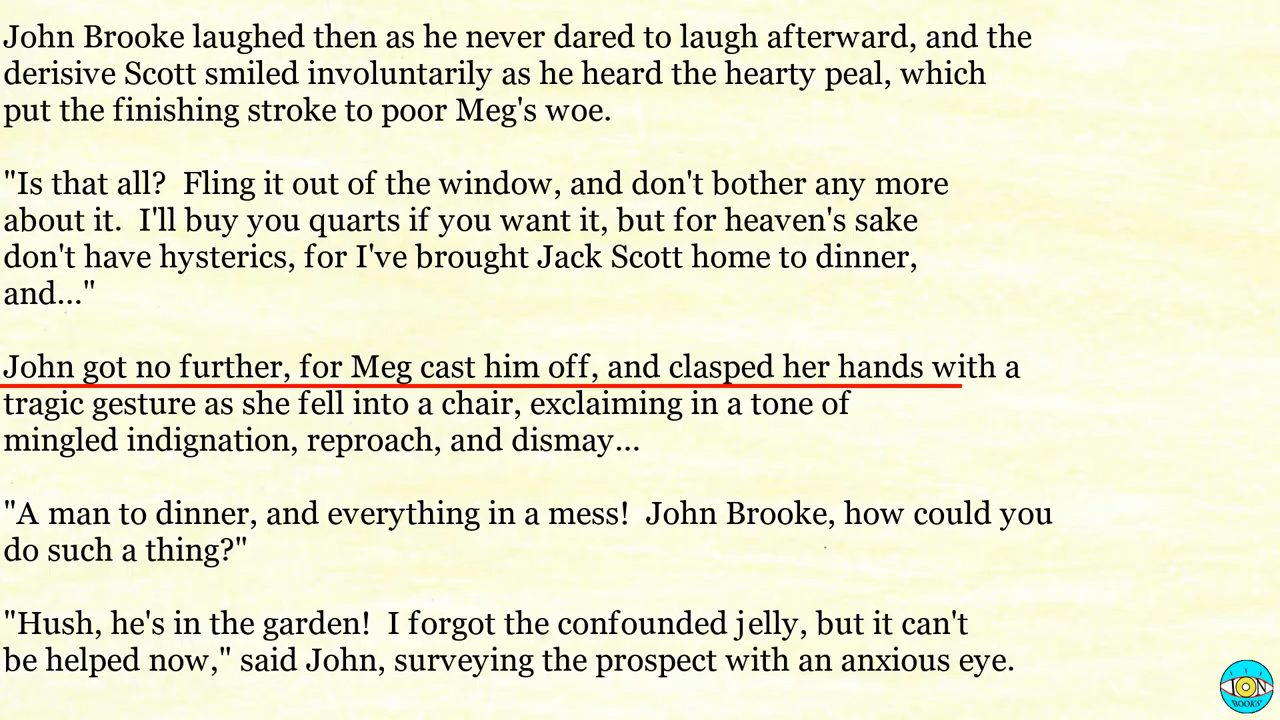 John Brooke laughed then as he never dared to laugh afterward, and the
derisive Scott smiled involuntarily as he heard the hearty peal, which
put the finishing stroke to poor Meg's woe.
"Is that all?  Fling it out of the window, and don't bother any more
about it.  I'll buy you quarts if you want it, but for heaven's sake
don't have hysterics, for I've brought Jack Scott home to dinner,
and..."
John got no further, for Meg cast him off, and clasped her hands with a
tragic gesture as she fell into a chair, exclaiming in a tone of
mingled indignation, reproach, and dismay...
"A man to dinner, and everything in a mess!  John Brooke, how could you
do such a thing?"
"Hush, he's in the garden!  I forgot the confounded jelly, but it can't
be helped now," said John, surveying the prospect with an anxious eye.
ION
BOOKS